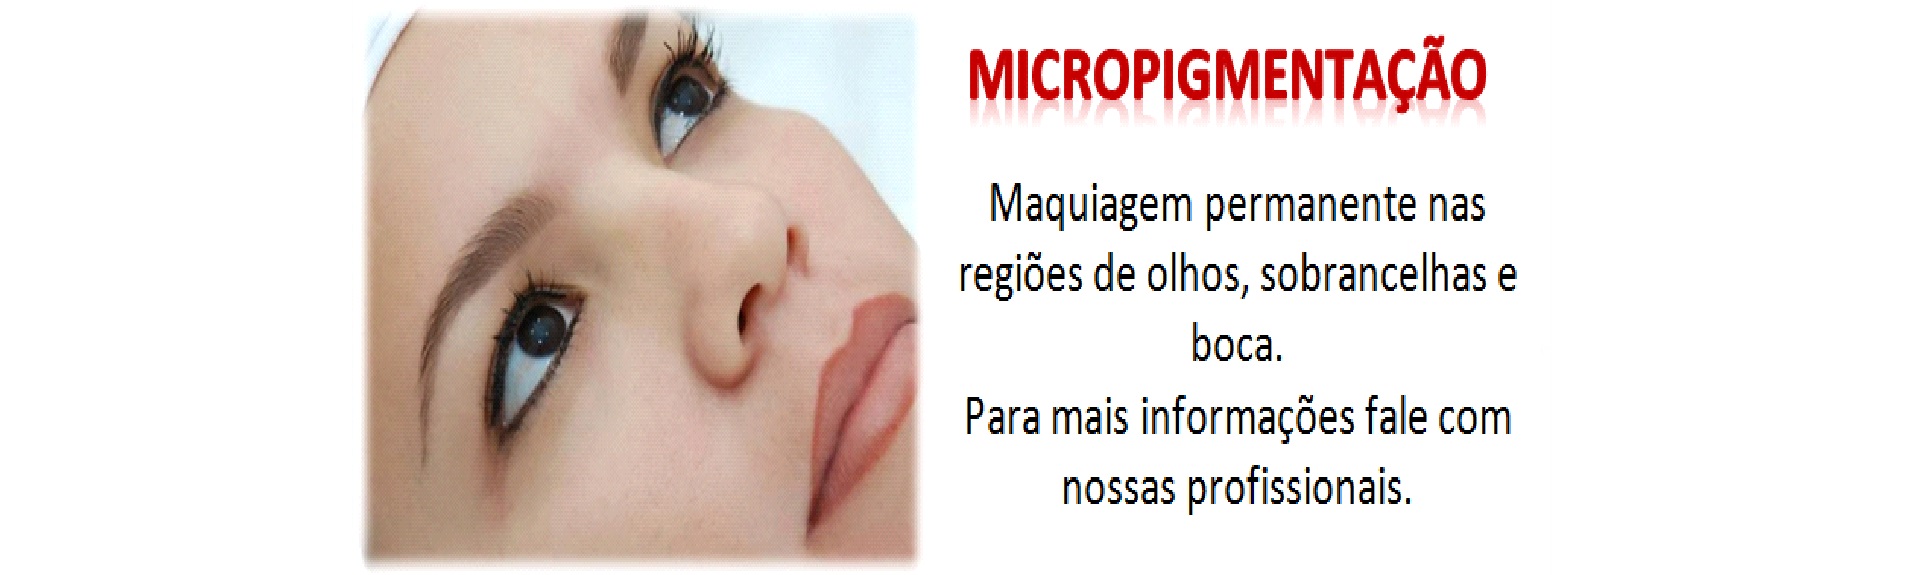 MICROPIGMENTAÇÃO
Maquiagem permanente nas
regiões de olhos, sobrancelhas e
boca.
Para mais informações fale com
nossas profissionais.